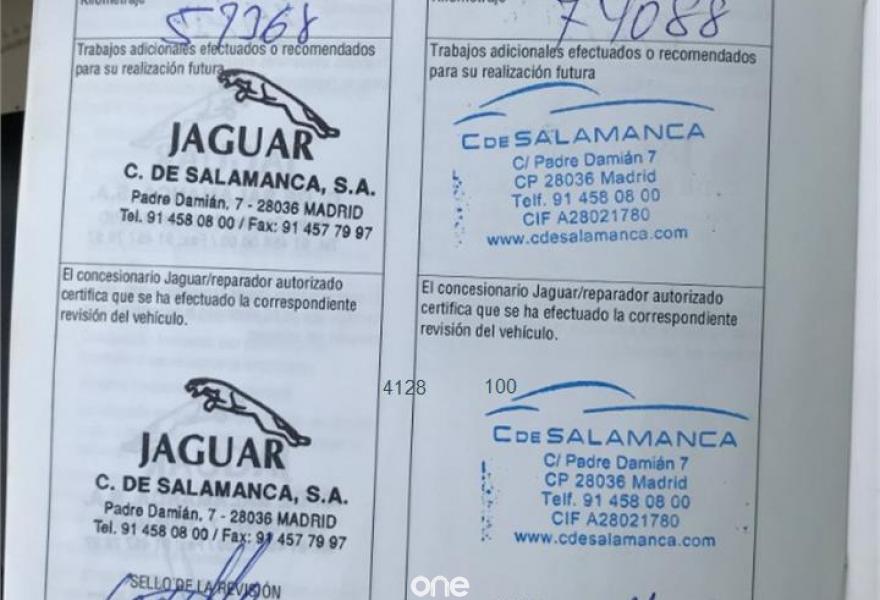 Kilometraje
57368
Trabajos adicionales efectuados o recomendados
para su realización futura
JAGUAR
C. DE SALAMANCA, S.A.
Padre Damián, 7 - 28036 MADRID
Tel. 91 458 08 00 / Fax: 91 457 79 97
El concesionario Jaguar/reparador autorizado
certifica que se ha efectuado la correspondiente
revisión del vehículo.
JAGUAR
C. DE SALAMANCA, S.A.
Padre Damián, 7 - 28036 MADRID
Tel. 91 458 08 00 / Fax: 91 457 79 97
SELLO DE LA REVISIÓN
74088
Trabajos adicionales efectuados o recomendados
para su realización futura
CDE SALAMANCA
C/ Padre Damián 7
CP 28036 Madrid
Telf. 91 458 08 00
CIF A28021780
www.cdesalamanca.com
El concesionario Jaguar/reparador autorizado
certifica que se ha efectuado la correspondiente
revisión del vehículo.
4128 100
CDE SALAMANCA
C/ Padre Damián 7
CP 28036 Madrid
Telf. 91 458 08 00
CIF A28021780
www.cdesalamanca.com
one